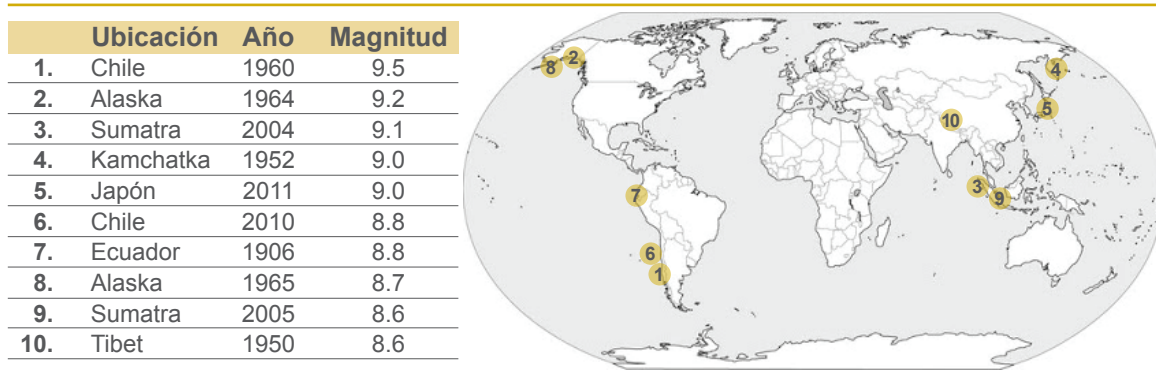 Ubicación Año Magnitud
1. Chile 1960 9.5
2. Alaska 1964 9.2
3. Sumatra 2004 9.1
4. Kamchatka 1952 9.0
5. Japón 2011 9.0
6. Chile 2010 8.8
7. Ecuador 1906 8.8
8. Alaska 1965 8.7
9. Sumatra 2005 8.6
10. Tibet 1950 8.6
2
8
4
5
10
3
9
7
6
1